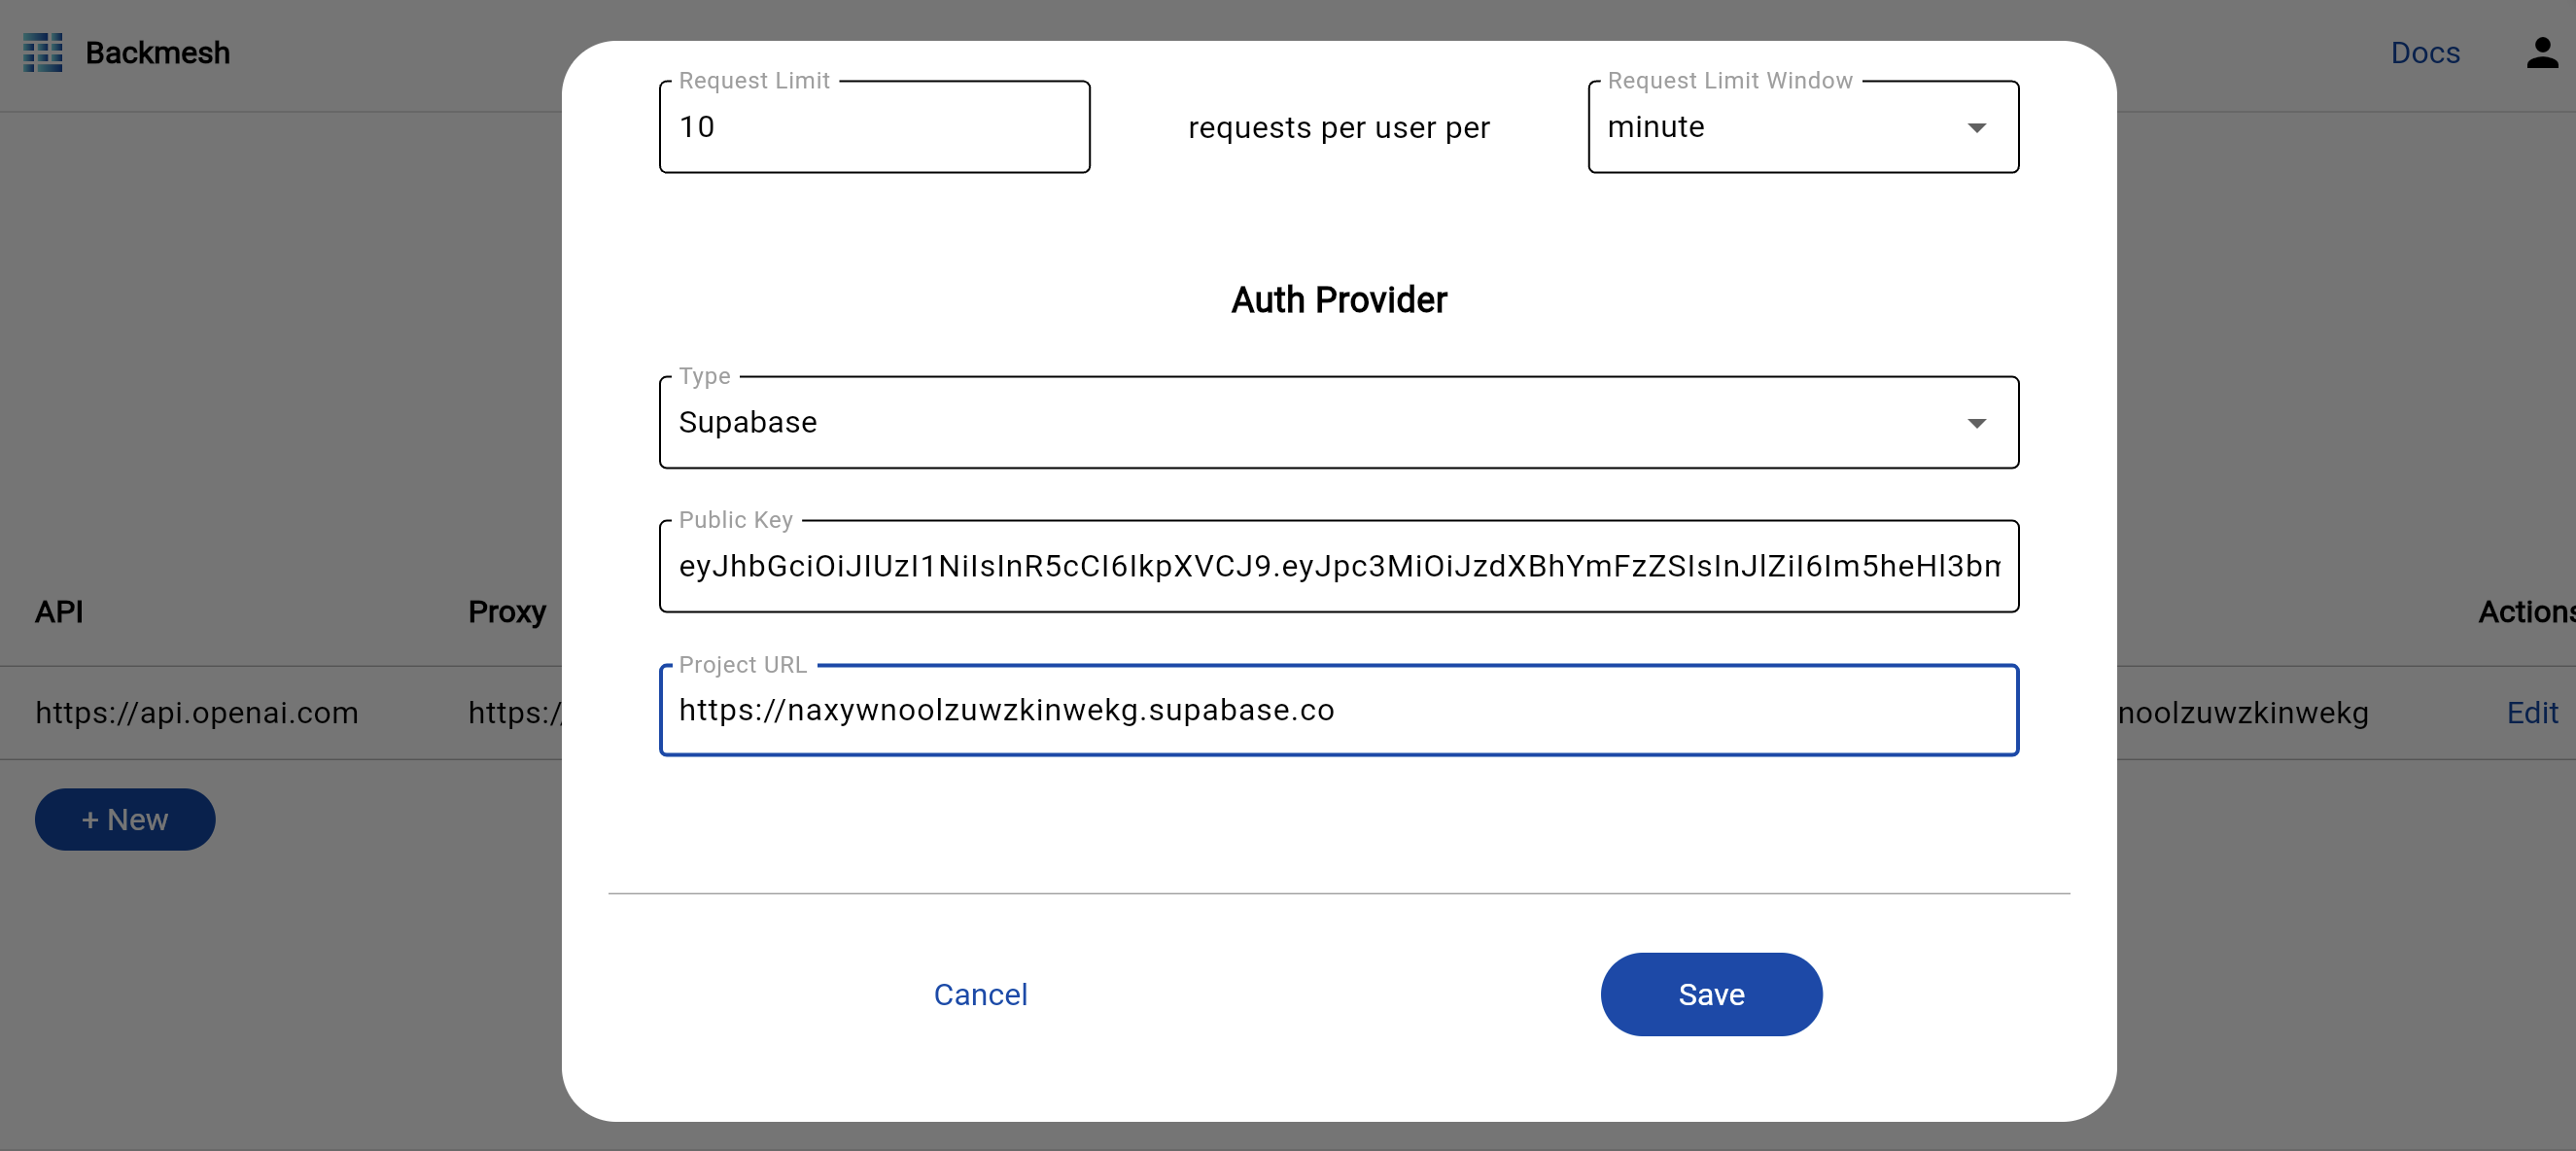 Backmesh
Docs
Request Limit
10
requests per user per
Request Limit Window
minute
Auth Provider
Type
Supabase
Public Key
eyJhbGciOiJIUzI1NiIsInR5cCI6IkpXVCJ9.eyJpc3MiOiJzdXBhYmFzZSIsInJlZiI6Im5heHl3bm
Project URL
https://naxywnoolzuwzkinwekg.supabase.co
API
Proxy
Actions
https://api.openai.com
https:/
noolzuwzkinwekg
Edit
+ New
Cancel
Save